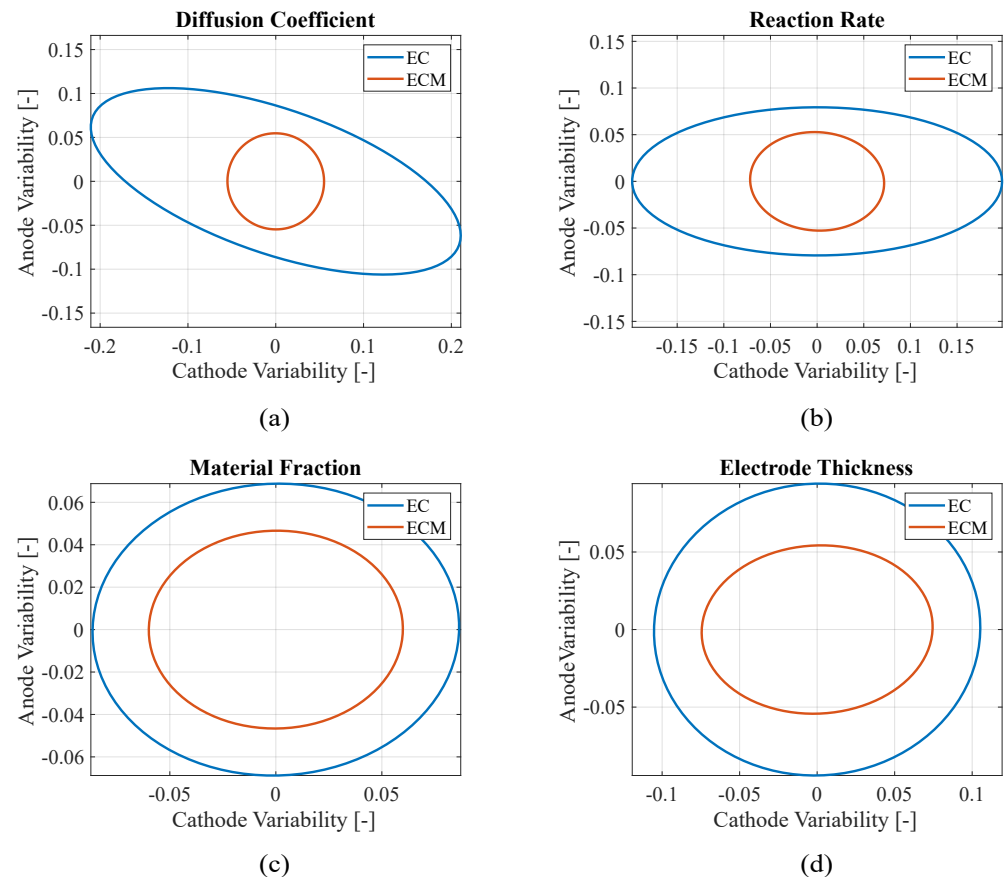 Diffusion Coefficient
EC
ECM
0.15
0.1
0.05
0
-0.05
-0.1
-0.15
Anode Variability [-]
-0.2
-0.1
0
0.1
0.2
Cathode Variability [-]
(a)
Reaction Rate
EC
ECM
0.15
0.1
0.05
0
-0.05
-0.1
-0.15
Anode Variability [-]
-0.15
-0.1
-0.05
0
0.05
0.1
0.15
Cathode Variability [-]
(b)
Material Fraction
EC
ECM
0.06
0.04
0.02
0
-0.02
-0.04
-0.06
Anode Variability [-]
-0.05
0
0.05
Cathode Variability [-]
(c)
Electrode Thickness
EC
ECM
0.05
0
-0.05
AnodeVariability [-]
-0.1
-0.05
0
0.05
0.1
Cathode Variability [-]
(d)